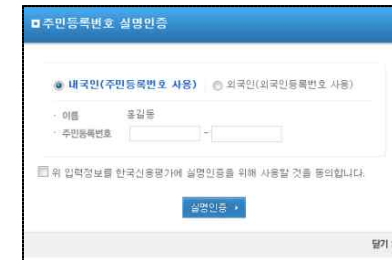 주민등록번호 실명인증
내국인(주민등록번호 사용) 외국인(외국인등록번호 사용)
· 이름 홍길동
· 주민등록번호 -
위 입력정보를 한국신용평가에 실명인증을 위해 사용할 것을 동의합니다.
실명인증
닫기